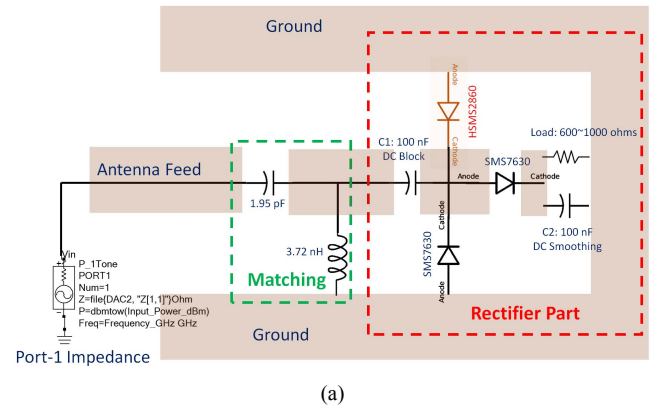 Ground
Anode
HSMS2860
Cathode
Load: 600~1000 ohms
C1: 100 nF
DC Block
SMS7630
Anode
Cathode
Antenna Feed
1.95 pF
C2: 100 nF
DC Smoothing
Cathode
SMS7630
Anode
3.72 nH
Matching
Rectifier Part
Vin
P_1Tone
PORT1
Num=1
Z=file{DAC2, "Z[1,1]"}Ohm
P=dbmtow(Input_Power_dBm)
Freq=Frequency_GHz GHz
Ground
Port-1 Impedance
(a)